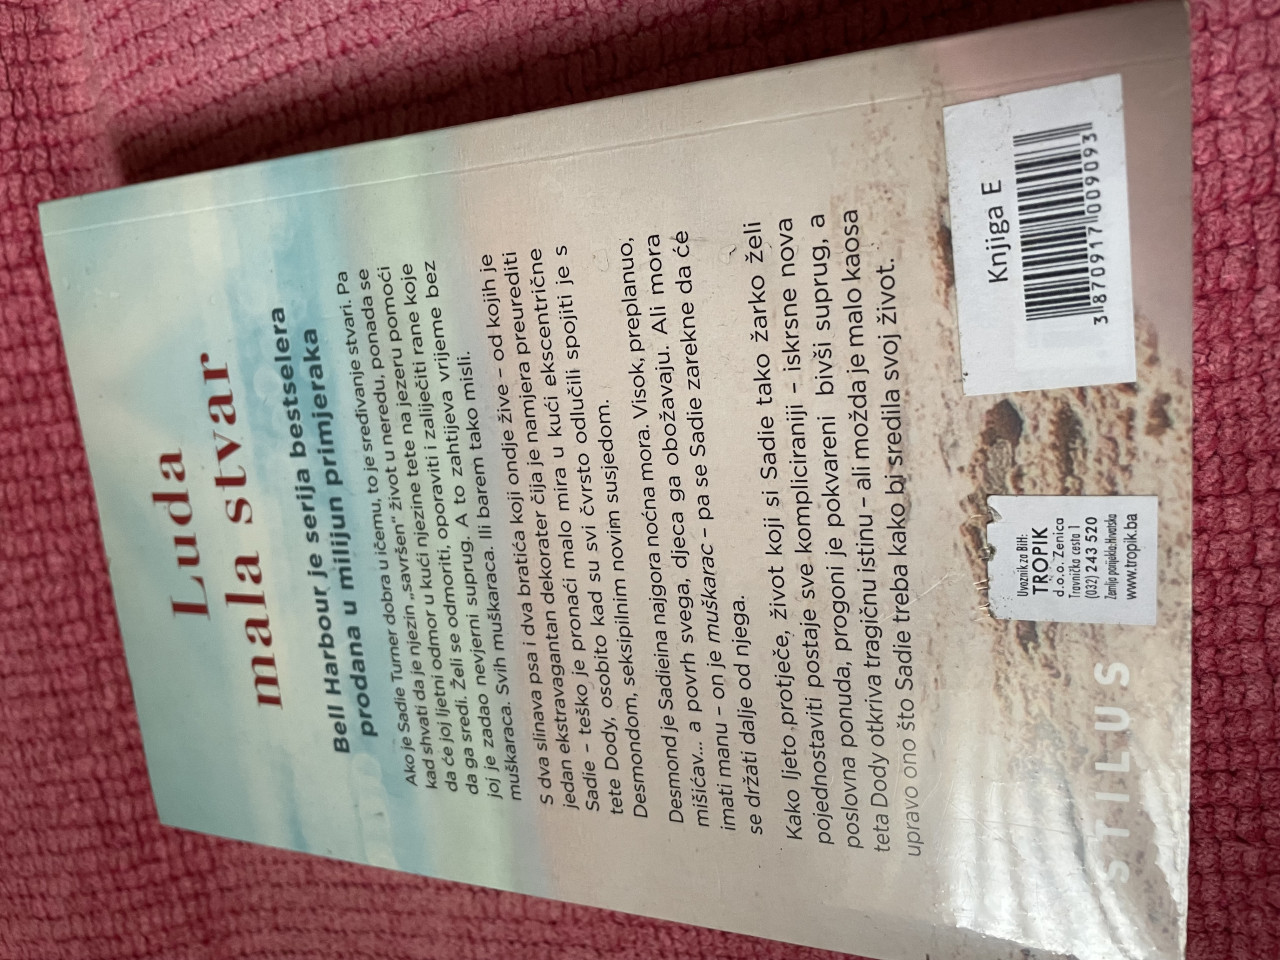 Luda
mala stvar
Bell Harbour je serija bestselera
prodana u milijun primjeraka
Ako je Sadie Turner dobra u ičemu, to je sređivanje stvari. Pa
kad shvati da je njezin „savršen“ život u neredu, ponada se
da će joj ljetni odmor u kući njezine tete na jezeru pomoći
da ga sredi. Želi se odmoriti, oporaviti i zaliječiti rane koje
joj je zadao nevjerni suprug. A to zahtijeva vrijeme bez
muškaraca. Svih muškaraca. Ili barem tako misli.
S dva slinava psa i dva bratića koji ondje žive – od kojih je
jedan ekstravagantan dekorater čija je namjera preurediti
Sadie – teško je pronaći malo mira u kući ekscentrične
tete Dody, osobito kad su svi čvrsto odlučili spojiti je s
Desmondom, seksipilnim novim susjedom.
Desmond je Sadieina najgora noćna mora. Visok, preplanuo,
mišićav... a povrh svega, djeca ga obožavaju. Ali mora
imati manu – on je muškarac – pa se Sadie zarekne da će
se držati dalje od njega.
Kako ljeto protječe, život koji si Sadie tako žarko želi
pojednostaviti postaje sve kompliciraniji – iskrsne nova
poslovna ponuda, progoni je pokvareni bivši suprug, a
teta Dody otkriva tragičnu istinu – ali možda je malo kaosa
upravo ono što Sadie treba kako bi sredila svoj život.
STILUS
Uvoznik za BiH:
TROPIK
d.o.o. Zenica
Travnička cesta 1
(032) 243 520
Zemlja porijekla: Hrvatska
www.tropik.ba
Knjiga E
3 870917 009093